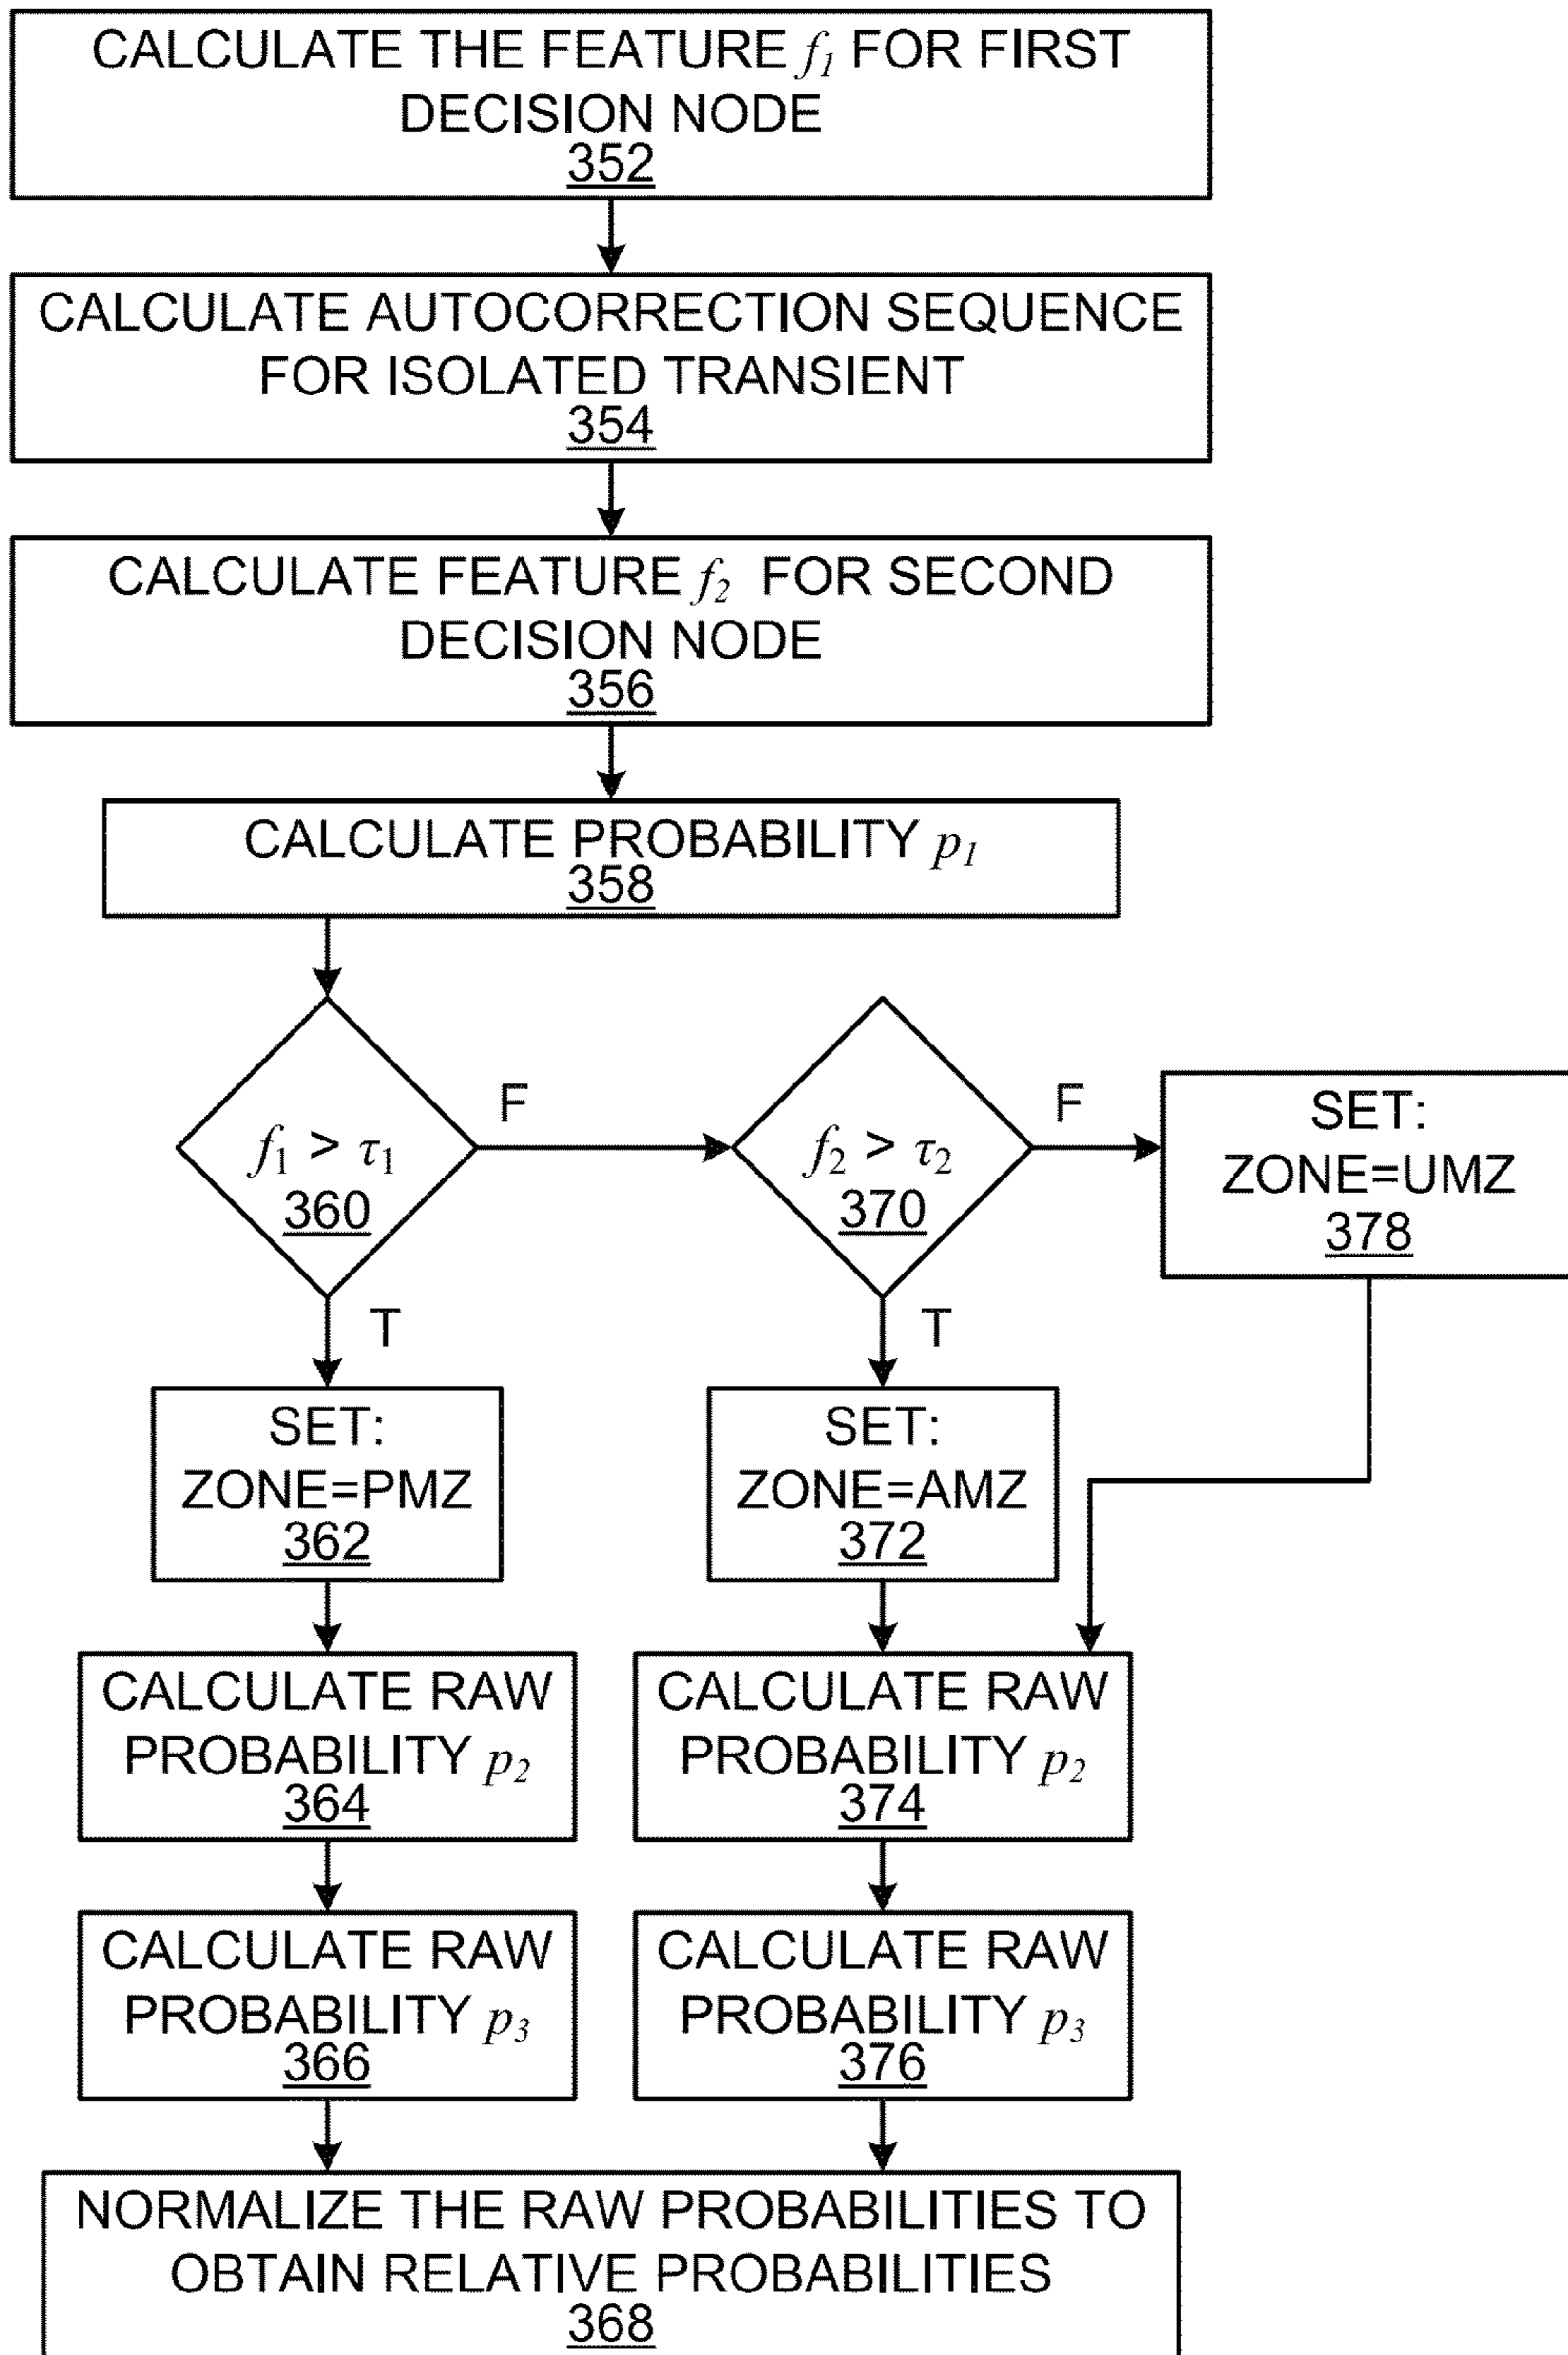 CALCULATE THE FEATURE f1 FOR FIRST
DECISION NODE
352
CALCULATE AUTOCORRECTION SEQUENCE
FOR ISOLATED TRANSIENT
354
CALCULATE FEATURE f2 FOR SECOND
DECISION NODE
356
CALCULATE PROBABILITY p1
358
f1 > τ1
360
F
T
f2 > τ2
370
F
T
SET:
ZONE=UMZ
378
SET:
ZONE=PMZ
362
SET:
ZONE=AMZ
372
CALCULATE RAW
PROBABILITY p2
364
CALCULATE RAW
PROBABILITY p2
374
CALCULATE RAW
PROBABILITY p3
366
CALCULATE RAW
PROBABILITY p3
376
NORMALIZE THE RAW PROBABILITIES TO
OBTAIN RELATIVE PROBABILITIES
368